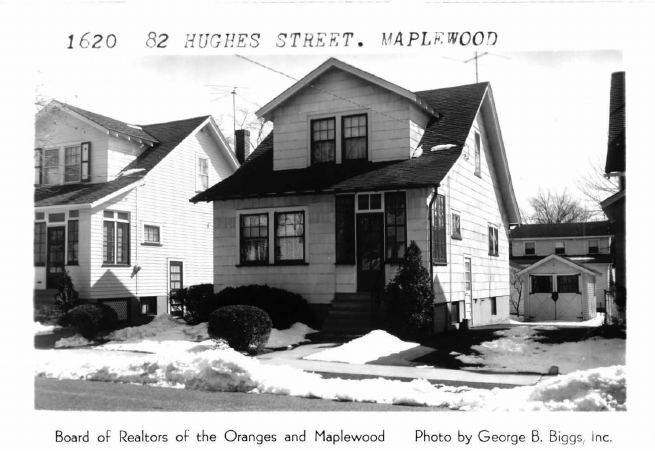 1620 82 HUGHES STREET. MAPLEWOOD
Board of Realtors of the Oranges and Maplewood Photo by George B. Biggs, Inc.